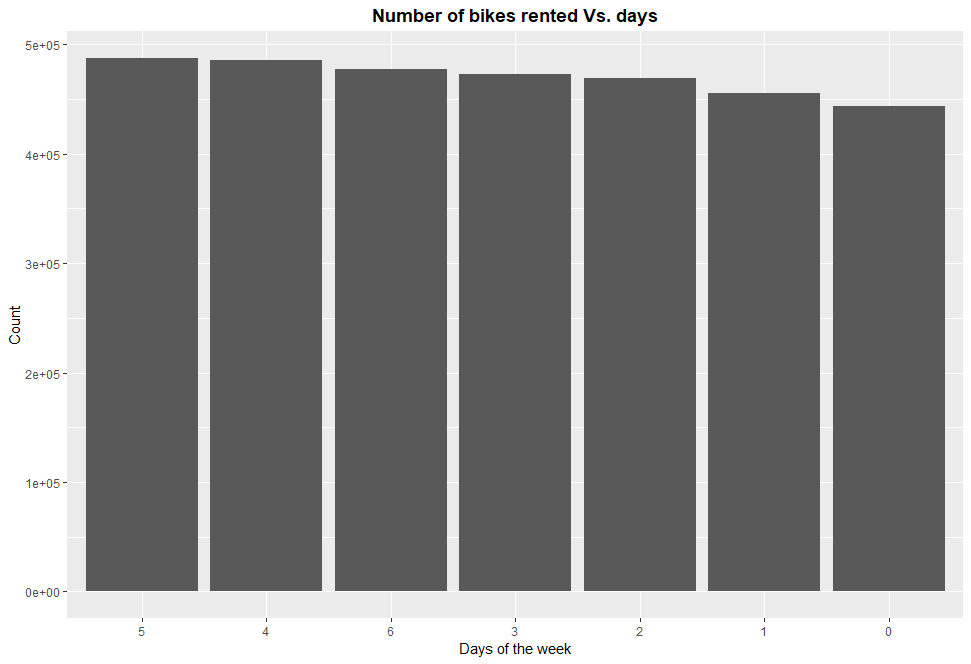 Number of bikes rented Vs. days
5e+05
4e+05
3e+05
2e+05
1e+05
0e+00
Count
5 4 6 3 2 1 0
Days of the week